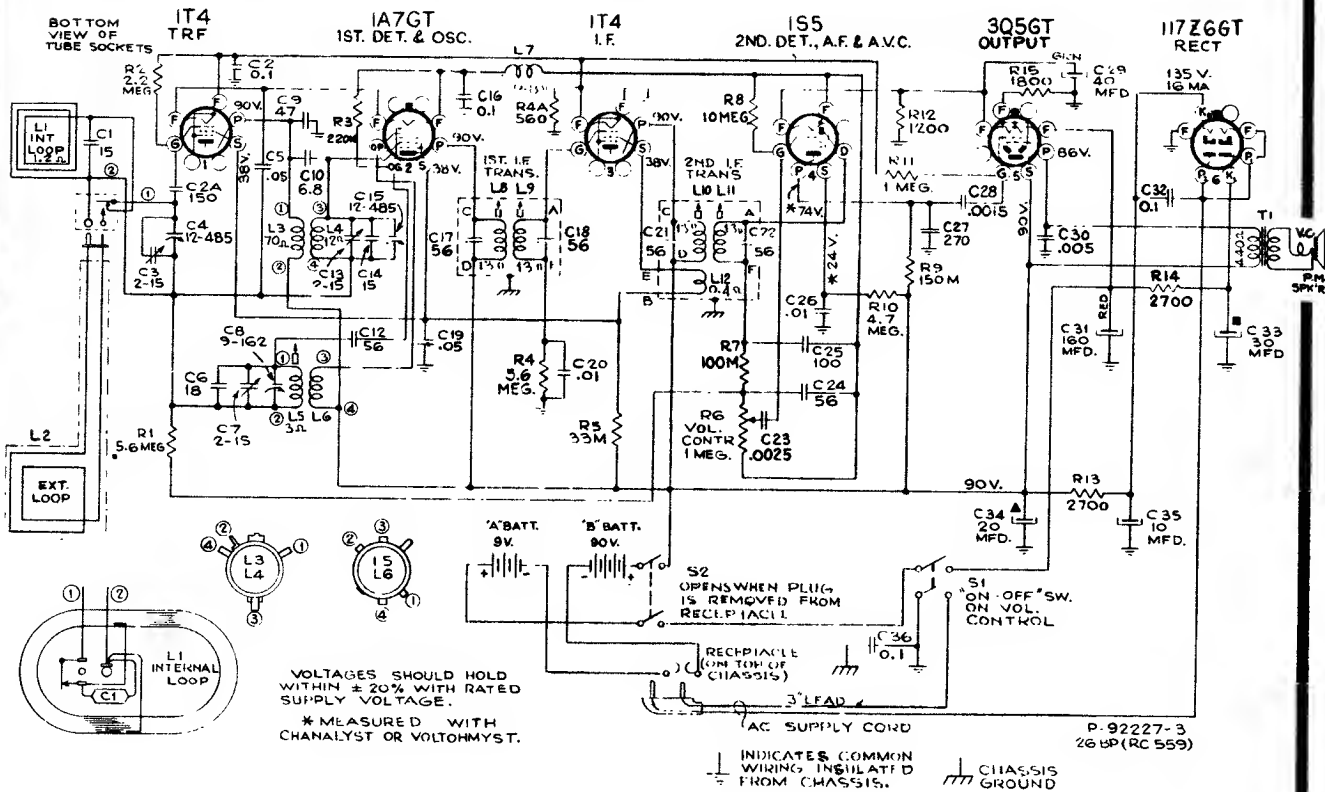 BOTTOM
VIEW OF
TUBE SOCKETS
1T4
TRF
1A7GT
1ST. DET. & OSC.
1T4
I.F.
1S5
2ND. DET., A.F. & A.V.C.
3Q5GT
OUTPUT
117Z6GT
RECT
135 V.
16 MA
R2
2.2
MEG
C2
0.1
L7
C16
0.1
R3
220M
R4A
560
R8
10 MEG
R12
1200
R15
1800
GRN
C29
40
MFD
L1
INT
LOOP
1.2Ω
C1
15
90V.
C9
47
C5
.05
C10
6.8
38V.
90V.
38V.
90V.
38V.
R11
1 MEG.
86V.
C32
0.1
C2A
150
C4
12-485
C3
2-15
L3
70Ω
L4
12Ω
C15
12-485
C13
2-15
C14
15
1ST. I.F
TRANS.
L8 L9
C17
56
C18
56
13Ω
13Ω
2ND I.F.
TRANS
L10 L11
C21
56
C22
56
L12
0.4Ω
*74V.
*24V.
C28
.0015
C27
270
R9
150M
90V.
C30
.005
T1
440Ω
V.C.
P.M.
SPK'R
R14
2700
C26
.01
R10
4.7
MEG.
RED
C31
160
MFD.
C33
30
MFD
C8
9-162
C12
56
C19
.05
C6
18
C7
2-15
L5
3Ω
L6
R4
5.6
MEG.
C20
.01
R5
33M
R7
100M
C25
100
C24
56
R6
VOL.
CONTR
1 MEG.
C23
.0025
L2
EXT.
LOOP
R1
5.6 MEG
90V.
R13
2700
C34
20
MFD.
C35
10
MFD.
L3
L4
L5
L6
"A" BATT.
9V.
"B" BATT.
90V.
S2
OPENS WHEN PLUG
IS REMOVED FROM
RECEPTACLE
S1
"ON-OFF" SW.
ON VOL.
CONTROL
C36
0.1
RECEPTACLE
(ON TOP OF
CHASSIS)
3" LEAD
AC SUPPLY CORD
L1
INTERNAL
LOOP
C1
VOLTAGES SHOULD HOLD
WITHIN ± 20% WITH RATED
SUPPLY VOLTAGE.
* MEASURED WITH
CHANALYST OR VOLTOHMYST.
P-92227-3
26BP (RC 559)
INDICATES COMMON
WIRING INSULATED
FROM CHASSIS.
CHASSIS
GROUND